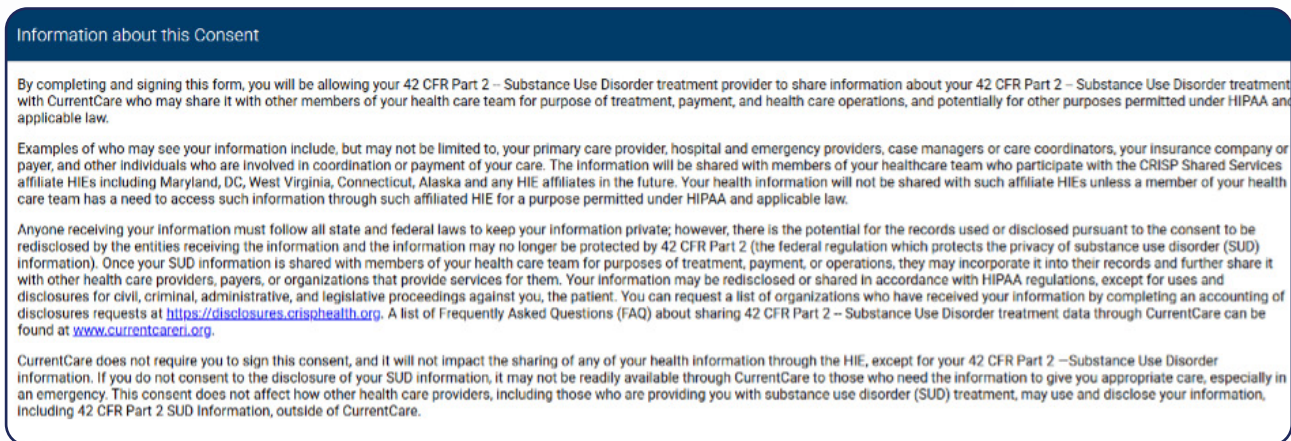 Information about this Consent
By completing and signing this form, you will be allowing your 42 CFR Part 2 – Substance Use Disorder treatment provider to share information about your 42 CFR Part 2 – Substance Use Disorder treatment
with CurrentCare who may share it with other members of your health care team for purpose of treatment, payment, and health care operations, and potentially for other purposes permitted under HIPAA and
applicable law.
Examples of who may see your information include, but may not be limited to, your primary care provider, hospital and emergency providers, case managers or care coordinators, your insurance company or
payer, and other individuals who are involved in coordination or payment of your care. The information will be shared with members of your healthcare team who participate with the CRISP Shared Services
affiliate HIEs including Maryland, DC, West Virginia, Connecticut, Alaska and any HIE affiliates in the future. Your health information will not be shared with such affiliate HIEs unless a member of your health
care team has a need to access such information through such affiliated HIE for a purpose permitted under HIPAA and applicable law.
Anyone receiving your information must follow all state and federal laws to keep your information private; however, there is the potential for the records used or disclosed pursuant to the consent to be
redisclosed by the entities receiving the information and the information may no longer be protected by 42 CFR Part 2 (the federal regulation which protects the privacy of substance use disorder (SUD)
information). Once your SUD information is shared with members of your health care team for purposes of treatment, payment, or operations, they may incorporate it into their records and further share it
with other health care providers, payers, or organizations that provide services for them. Your information may be redisclosed or shared in accordance with HIPAA regulations, except for uses and
disclosures for civil, criminal, administrative, and legislative proceedings against you, the patient. You can request a list of organizations who have received your information by completing an accounting of
disclosures requests at https://disclosures.crisphealth.org. A list of Frequently Asked Questions (FAQ) about sharing 42 CFR Part 2 – Substance Use Disorder treatment data through CurrentCare can be
found at www.currentcareri.org.
CurrentCare does not require you to sign this consent, and it will not impact the sharing of any of your health information through the HIE, except for your 42 CFR Part 2 —Substance Use Disorder
information. If you do not consent to the disclosure of your SUD information, it may not be readily available through CurrentCare to those who need the information to give you appropriate care, especially in
an emergency. This consent does not affect how other health care providers, including those who are providing you with substance use disorder (SUD) treatment, may use and disclose your information,
including 42 CFR Part 2 SUD Information, outside of CurrentCare.